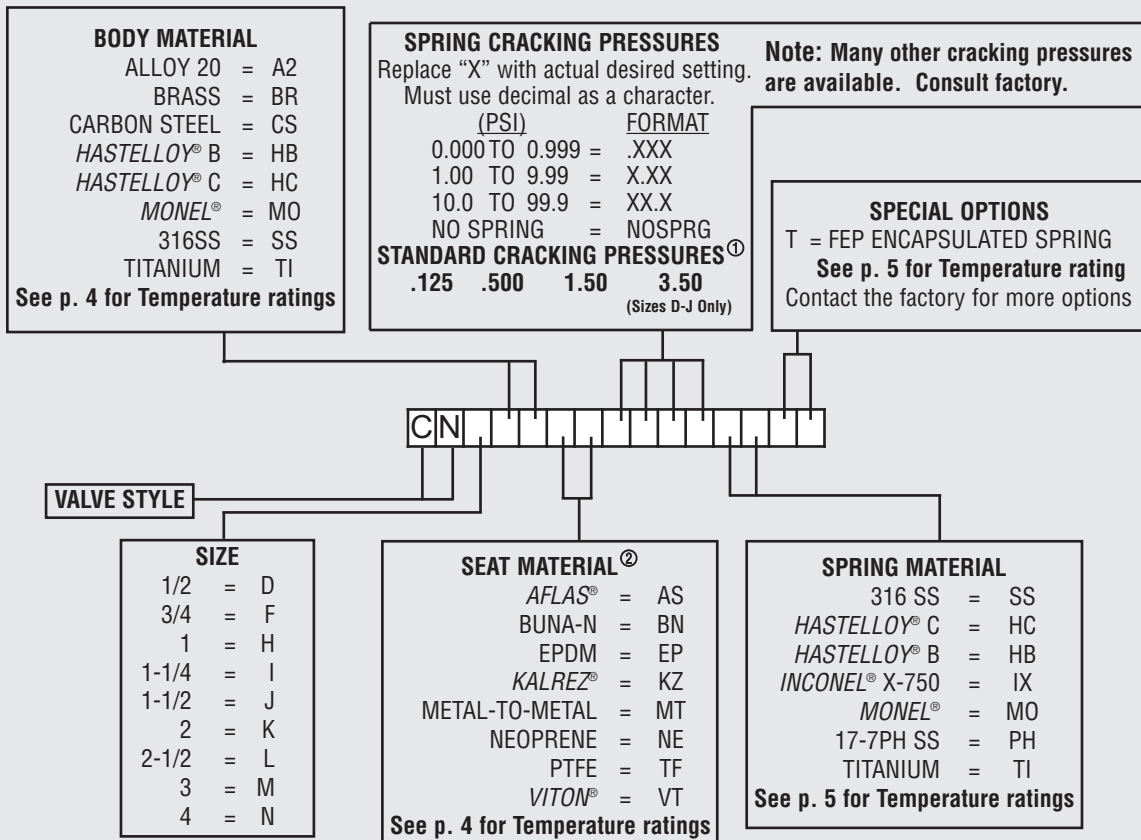 BODY MATERIAL
ALLOY 20 = A2
BRASS = BR
CARBON STEEL = CS
HASTELLOY® B = HB
HASTELLOY® C = HC
MONEL® = MO
316SS = SS
TITANIUM = TI
See p. 4 for Temperature ratings
SPRING CRACKING PRESSURES
Replace “X” with actual desired setting.
Must use decimal as a character.
(PSI) FORMAT
0.000 TO 0.999 = .XXX
1.00 TO 9.99 = X.XX
10.0 TO 99.9 = XX.X
NO SPRING = NOSPRG
STANDARD CRACKING PRESSURES①
.125 .500 1.50 3.50
(Sizes D-J Only)
Note: Many other cracking pressures
are available. Consult factory.
SPECIAL OPTIONS
T = FEP ENCAPSULATED SPRING
See p. 5 for Temperature rating
Contact the factory for more options
CN
VALVE STYLE
SIZE
1/2 = D
3/4 = F
1 = H
1-1/4 = I
1-1/2 = J
2 = K
2-1/2 = L
3 = M
4 = N
SEAT MATERIAL②
AFLAS® = AS
BUNA-N = BN
EPDM = EP
KALREZ® = KZ
METAL-TO-METAL = MT
NEOPRENE = NE
PTFE = TF
VITON® = VT
See p. 4 for Temperature ratings
SPRING MATERIAL
316 SS = SS
HASTELLOY® C = HC
HASTELLOY® B = HB
INCONEL® X-750 = IX
MONEL® = MO
17-7PH SS = PH
TITANIUM = TI
See p. 5 for Temperature ratings